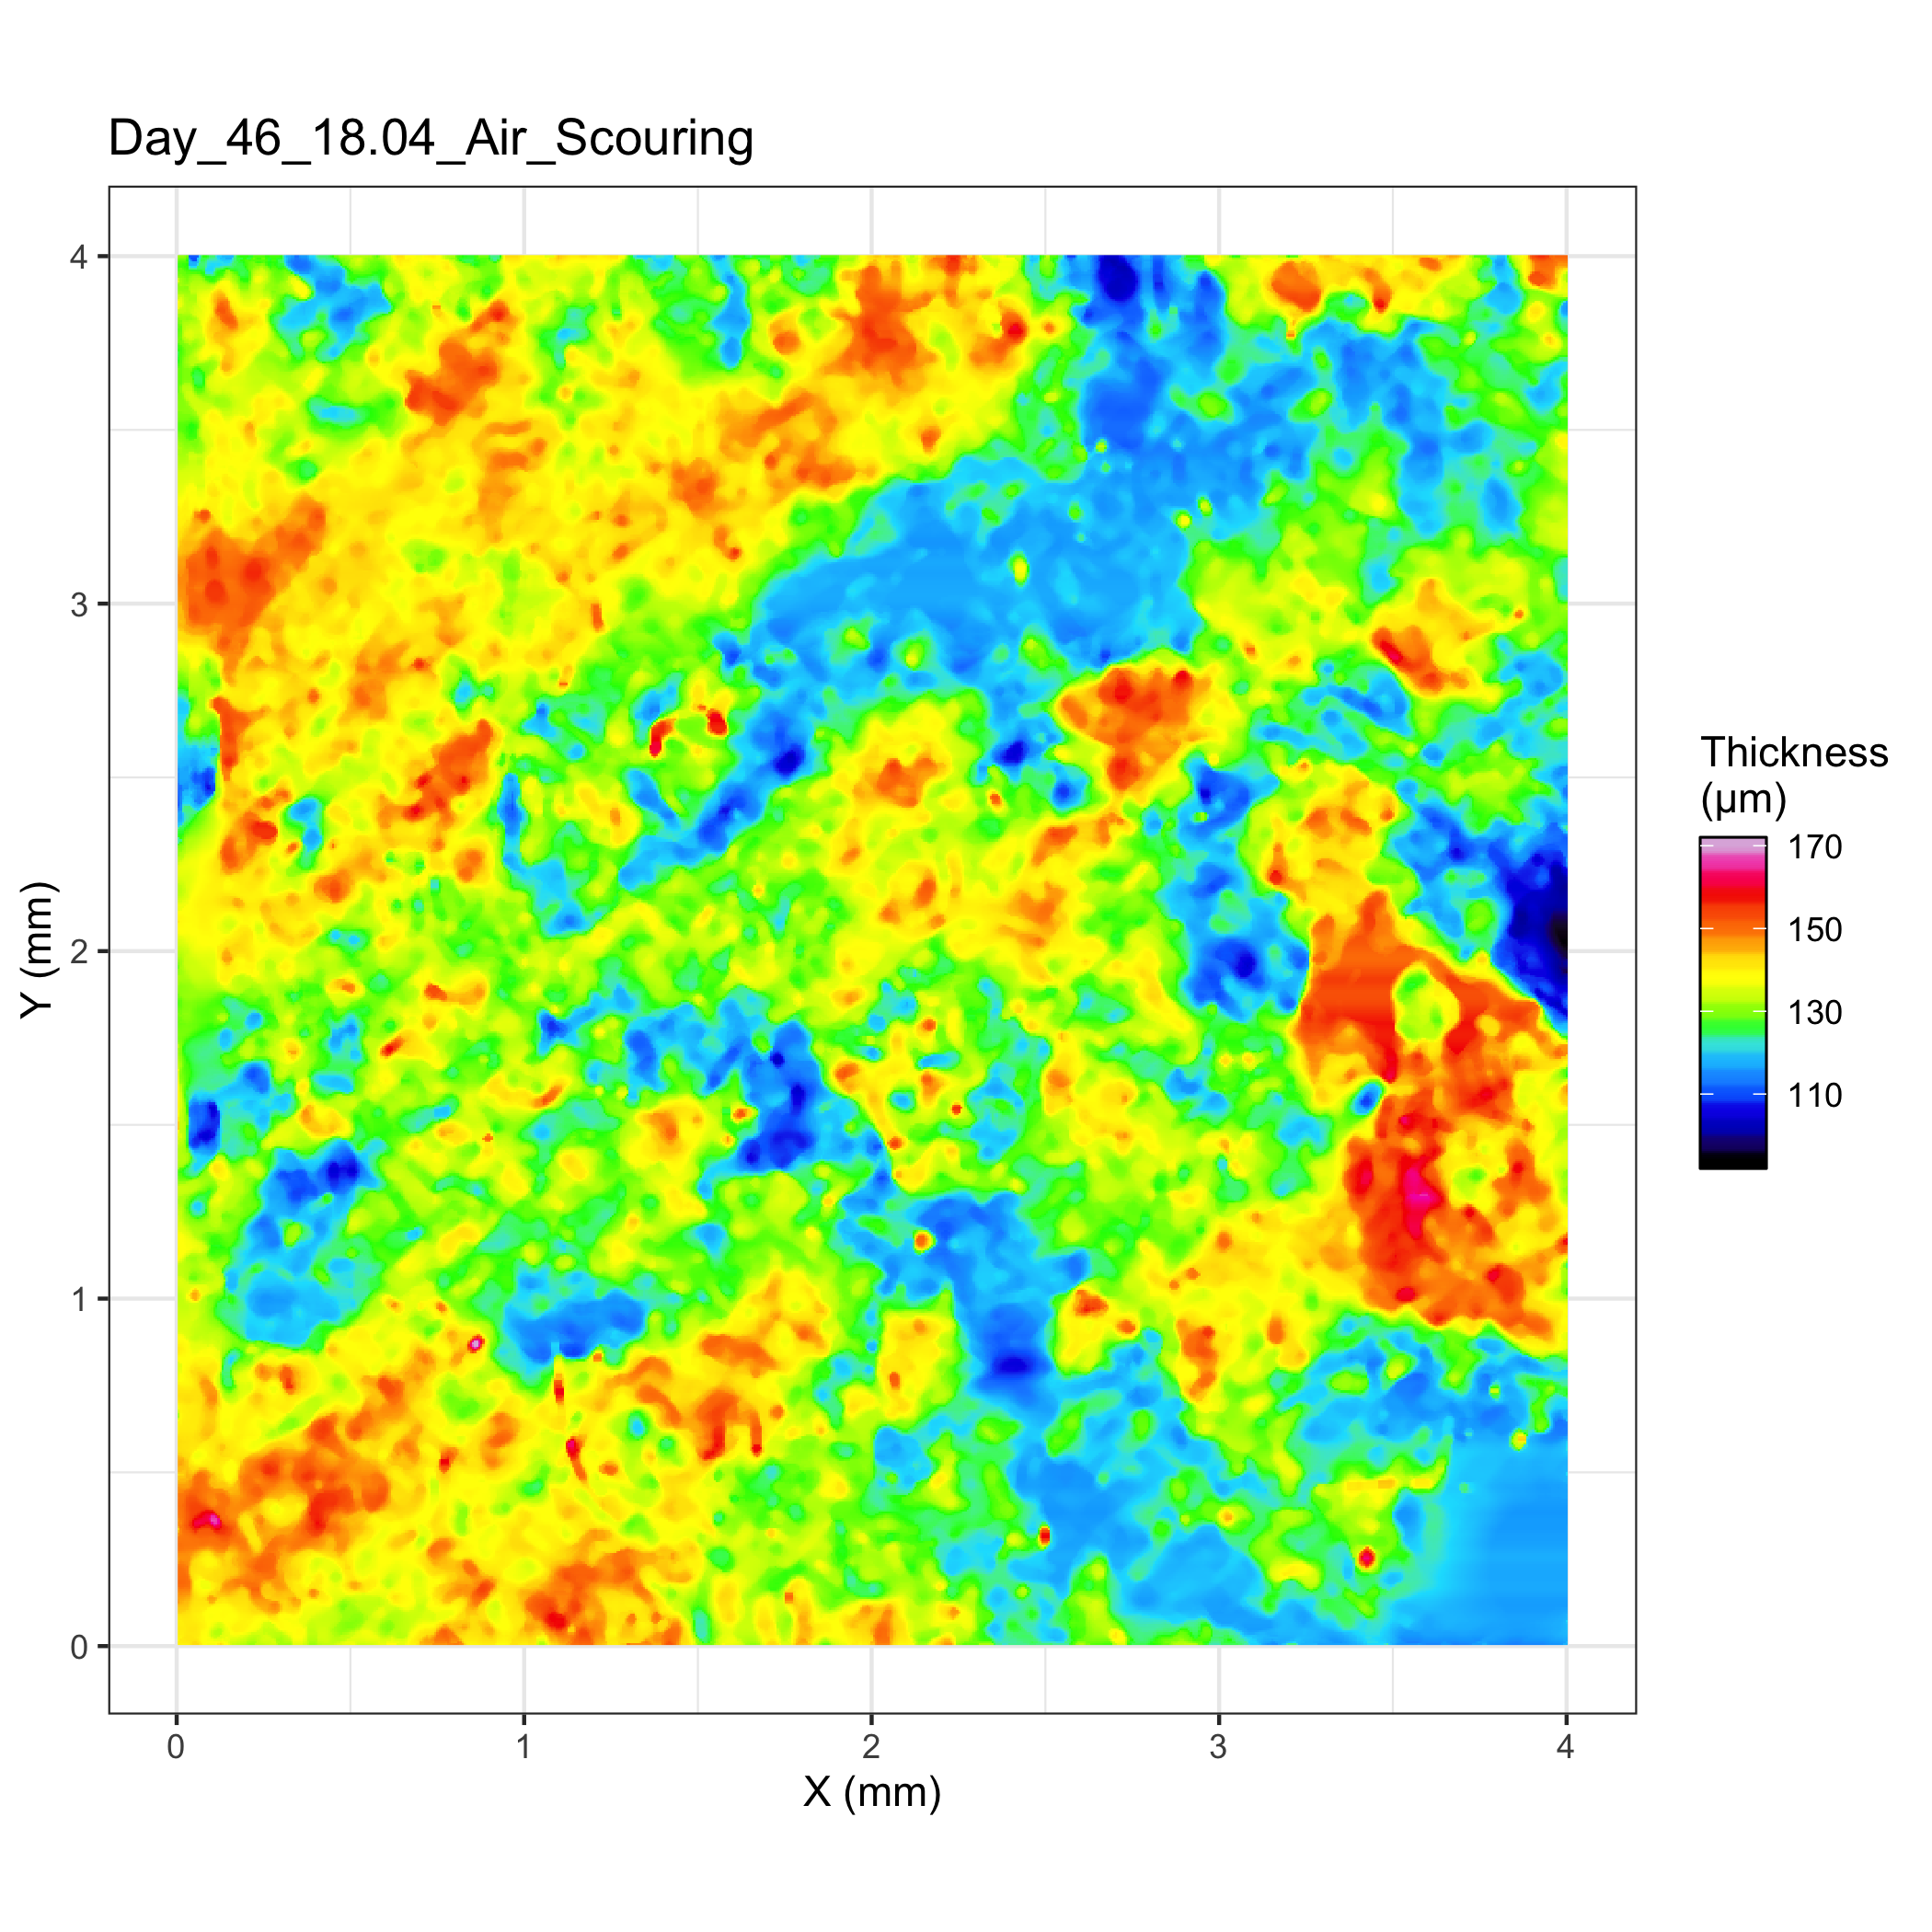 Day_46_18.04_Air_Scouring
4
3
2
1
0
Y (mm)
0 1 2 3 4
X (mm)
Thickness
(µm)
170
150
130
110